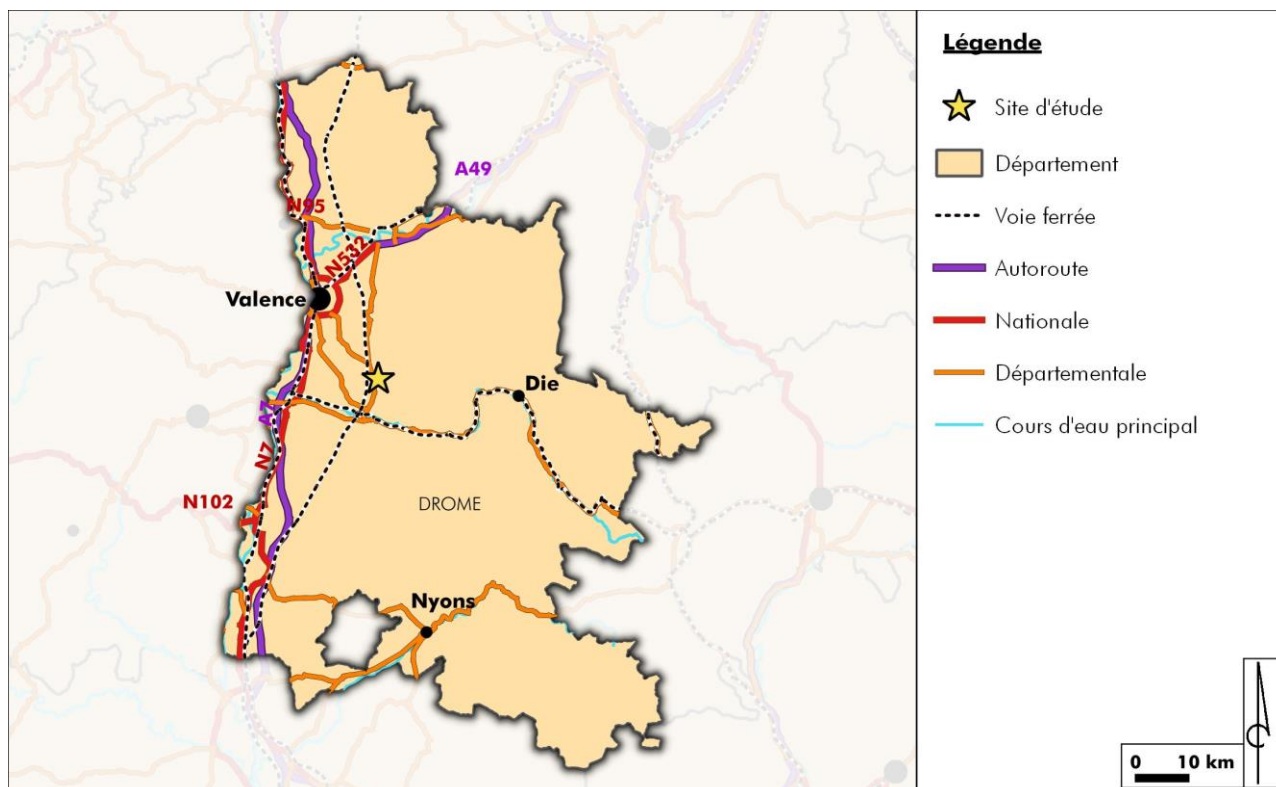 A49
N95
N532
Valence
Die
A7
N7
N102
DROME
Nyons
Légende
Site d'étude
Département
Voie ferrée
Autoroute
Nationale
Départementale
Cours d'eau principal
0 10 km